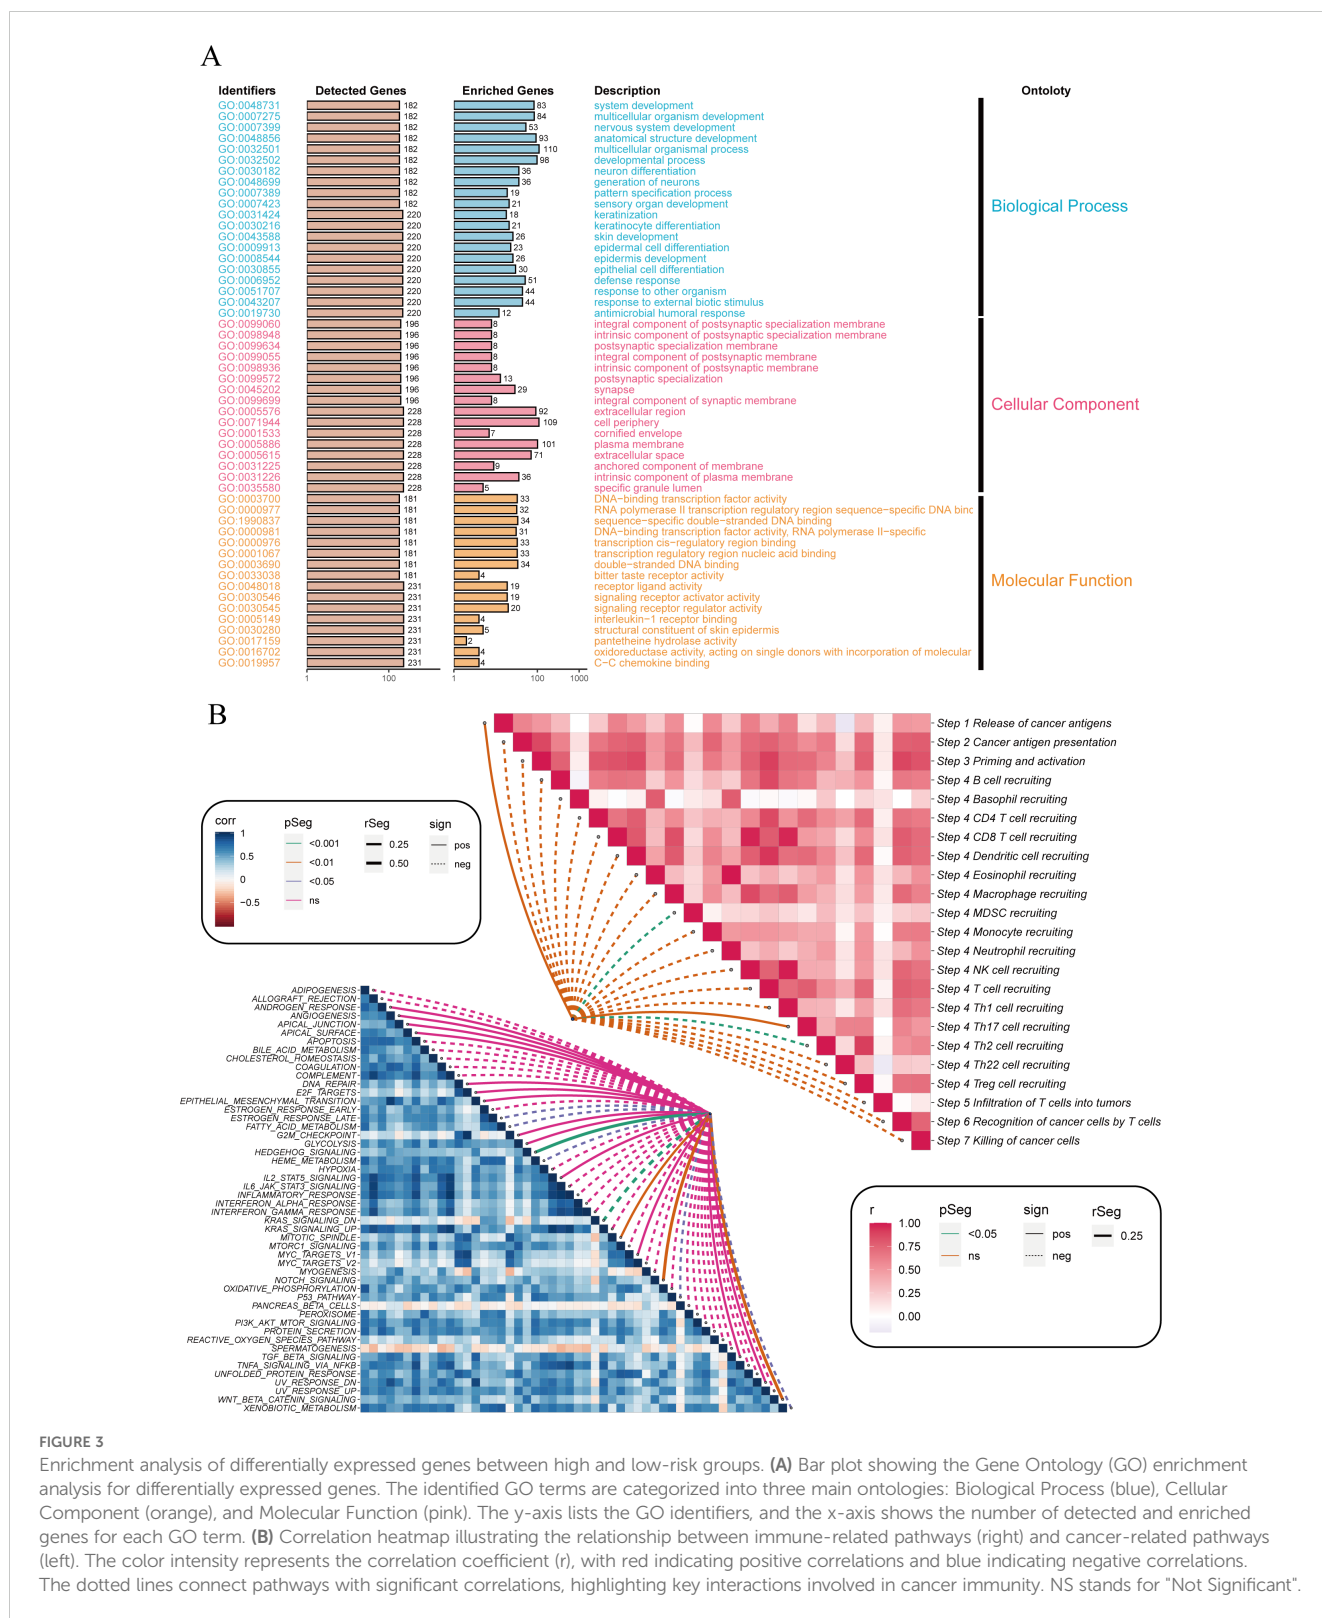 A
Identifiers Detected Genes Enriched Genes Description Ontoloty
GO:0048731 182 83 system development
GO:0007275 182 84 multicellular organism development
GO:0007399 182 53 nervous system development
GO:0048856 182 93 anatomical structure development
GO:0032501 182 110 multicellular organismal process
GO:0032502 182 98 developmental process
GO:0030182 182 36 neuron differentiation
GO:0048699 182 36 generation of neurons
GO:0007389 182 19 pattern specification process
GO:0007423 182 21 sensory organ development
Biological Process
GO:0031424 220 18 keratinization
GO:0030216 220 21 keratinocyte differentiation
GO:0043588 220 26 skin development
GO:0009913 220 23 epidermal cell differentiation
GO:0008544 220 26 epidermis development
GO:0030855 220 30 epithelial cell differentiation
GO:0006952 220 51 defense response
GO:0051707 220 44 response to other organism
GO:0043207 220 44 response to external biotic stimulus
GO:0019730 220 12 antimicrobial humoral response
GO:0099060 196 8 integral component of postsynaptic specialization membrane
GO:0098948 196 8 intrinsic component of postsynaptic specialization membrane
GO:0099634 196 8 postsynaptic specialization membrane
GO:0099055 196 8 integral component of postsynaptic membrane
GO:0098936 196 8 intrinsic component of postsynaptic membrane
GO:0099572 196 13 postsynaptic specialization
GO:0045202 196 29 synapse
GO:0099699 196 8 integral component of synaptic membrane
Cellular Component
GO:0005576 228 92 extracellular region
GO:0071944 228 109 cell periphery
GO:0001533 228 7 cornified envelope
GO:0005886 228 101 plasma membrane
GO:0005615 228 71 extracellular space
GO:0031225 228 9 anchored component of membrane
GO:0031226 228 36 intrinsic component of plasma membrane
GO:0035580 228 5 specific granule lumen
GO:0003700 181 33 DNA−binding transcription factor activity
GO:0000977 181 32 RNA polymerase II transcription regulatory region sequence−specific DNA binc
GO:1990837 181 34 sequence−specific double−stranded DNA binding
GO:0000981 181 31 DNA−binding transcription factor activity, RNA polymerase II−specific
GO:0000976 181 33 transcription cis−regulatory region binding
GO:0001067 181 33 transcription regulatory region nucleic acid binding
GO:0003690 181 34 double−stranded DNA binding
GO:0033038 181 4 bitter taste receptor activity
Molecular Function
GO:0048018 231 19 receptor ligand activity
GO:0030546 231 19 signaling receptor activator activity
GO:0030545 231 20 signaling receptor regulator activity
GO:0005149 231 4 interleukin−1 receptor binding
GO:0030280 231 5 structural constituent of skin epidermis
GO:0017159 231 2 pantetheine hydrolase activity
GO:0016702 231 4 oxidoreductase activity, acting on single donors with incorporation of molecular
GO:0019957 231 4 C−C chemokine binding
1 100 1 100 1000
B
Step 1 Release of cancer antigens
Step 2 Cancer antigen presentation
Step 3 Priming and activation
Step 4 B cell recruiting
Step 4 Basophil recruiting
Step 4 CD4 T cell recruiting
Step 4 CD8 T cell recruiting
Step 4 Dendritic cell recruiting
Step 4 Eosinophil recruiting
Step 4 Macrophage recruiting
Step 4 MDSC recruiting
Step 4 Monocyte recruiting
Step 4 Neutrophil recruiting
Step 4 NK cell recruiting
Step 4 T cell recruiting
Step 4 Th1 cell recruiting
Step 4 Th17 cell recruiting
Step 4 Th2 cell recruiting
Step 4 Th22 cell recruiting
Step 4 Treg cell recruiting
Step 5 Infiltration of T cells into tumors
Step 6 Recognition of cancer cells by T cells
Step 7 Killing of cancer cells
corr pSeg rSeg sign
1 <0.001 0.25 pos
0.5 <0.01 0.50 neg
0 <0.05
−0.5 ns
ADIPOGENESIS
ALLOGRAFT_REJECTION
ANDROGEN_RESPONSE
ANGIOGENESIS
APICAL_JUNCTION
APICAL_SURFACE
APOPTOSIS
BILE_ACID_METABOLISM
CHOLESTEROL_HOMEOSTASIS
COAGULATION
COMPLEMENT
DNA_REPAIR
E2F_TARGETS
EPITHELIAL_MESENCHYMAL_TRANSITION
ESTROGEN_RESPONSE_EARLY
ESTROGEN_RESPONSE_LATE
FATTY_ACID_METABOLISM
G2M_CHECKPOINT
GLYCOLYSIS
HEDGEHOG_SIGNALING
HEME_METABOLISM
HYPOXIA
IL2_STAT5_SIGNALING
IL6_JAK_STAT3_SIGNALING
INFLAMMATORY_RESPONSE
INTERFERON_ALPHA_RESPONSE
INTERFERON_GAMMA_RESPONSE
KRAS_SIGNALING_DN
KRAS_SIGNALING_UP
MITOTIC_SPINDLE
MTORC1_SIGNALING
MYC_TARGETS_V1
MYC_TARGETS_V2
MYOGENESIS
NOTCH_SIGNALING
OXIDATIVE_PHOSPHORYLATION
P53_PATHWAY
PANCREAS_BETA_CELLS
PEROXISOME
PI3K_AKT_MTOR_SIGNALING
PROTEIN_SECRETION
REACTIVE_OXYGEN_SPECIES_PATHWAY
SPERMATOGENESIS
TGF_BETA_SIGNALING
TNFA_SIGNALING_VIA_NFKB
UNFOLDED_PROTEIN_RESPONSE
UV_RESPONSE_DN
UV_RESPONSE_UP
WNT_BETA_CATENIN_SIGNALING
XENOBIOTIC_METABOLISM
r pSeg sign rSeg
1.00 <0.05 pos 0.25
0.75 ns neg
0.50
0.25
0.00
FIGURE 3
Enrichment analysis of differentially expressed genes between high and low-risk groups. (A) Bar plot showing the Gene Ontology (GO) enrichment
analysis for differentially expressed genes. The identified GO terms are categorized into three main ontologies: Biological Process (blue), Cellular
Component (orange), and Molecular Function (pink). The y-axis lists the GO identifiers, and the x-axis shows the number of detected and enriched
genes for each GO term. (B) Correlation heatmap illustrating the relationship between immune-related pathways (right) and cancer-related pathways
(left). The color intensity represents the correlation coefficient (r), with red indicating positive correlations and blue indicating negative correlations.
The dotted lines connect pathways with significant correlations, highlighting key interactions involved in cancer immunity. NS stands for "Not Significant".